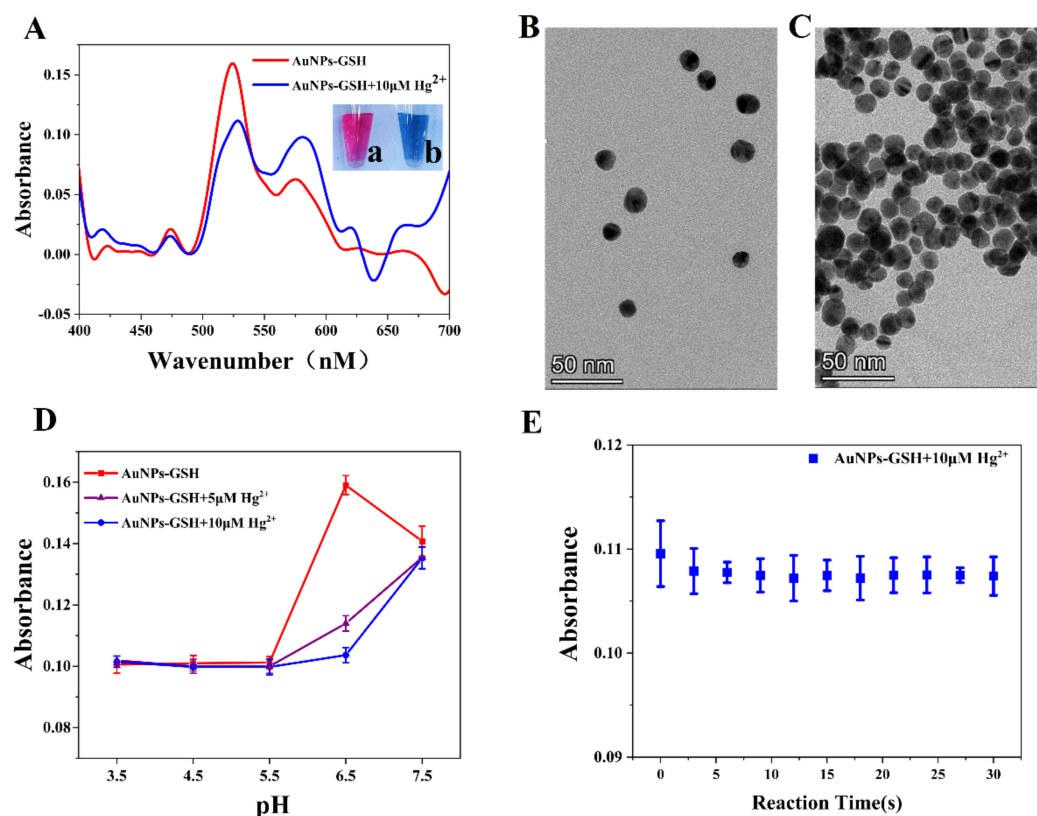 A
AuNPs-GSH
AuNPs-GSH+10μM Hg²⁺
a
b
0.15
0.10
0.05
0.00
-0.05
Absorbance
400
450
500
550
600
650
700
Wavenumber（nM）
B
50 nm
C
50 nm
D
AuNPs-GSH
AuNPs-GSH+5μM Hg²⁺
AuNPs-GSH+10μM Hg²⁺
0.16
0.14
0.12
0.10
0.08
Absorbance
3.5
4.5
5.5
6.5
7.5
pH
E
AuNPs-GSH+10μM Hg²⁺
0.12
0.11
0.10
0.09
Absorbance
0
5
10
15
20
25
30
Reaction Time(s)